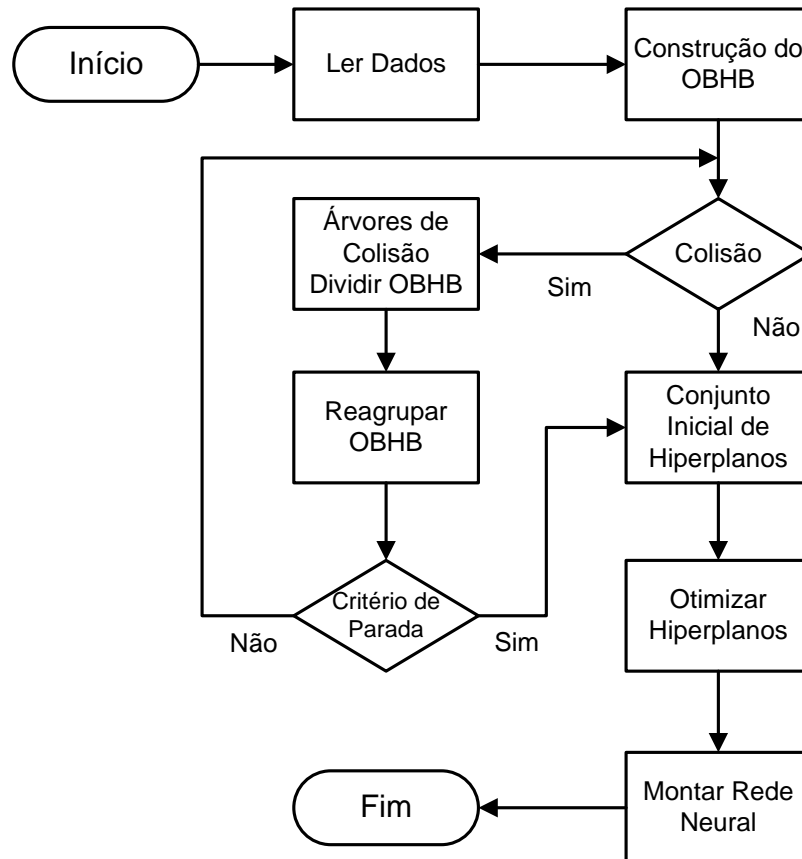 Início
Ler Dados
Construção do
OBHB
Árvores de
Colisão
Dividir OBHB
Colisão
Sim
Não
Reagrupar
OBHB
Conjunto
Inicial de
Hiperplanos
Critério de
Parada
Não
Sim
Otimizar
Hiperplanos
Fim
Montar Rede
Neural